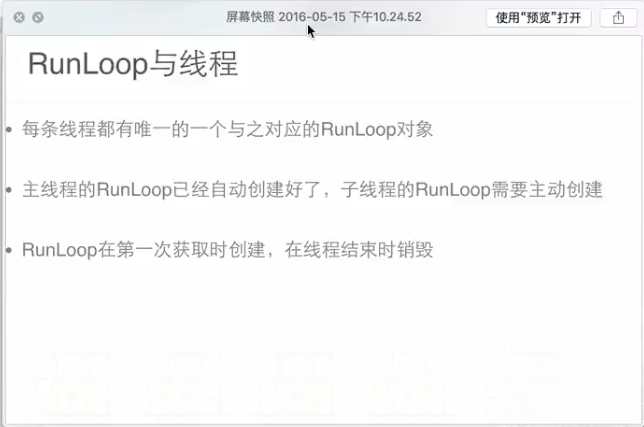 屏幕快照 2016-05-15 下午10.24.52
使用“预览”打开
RunLoop与线程
• 每条线程都有唯一的一个与之对应的RunLoop对象
• 主线程的RunLoop已经自动创建好了，子线程的RunLoop需要主动创建
• RunLoop在第一次获取时创建，在线程结束时销毁